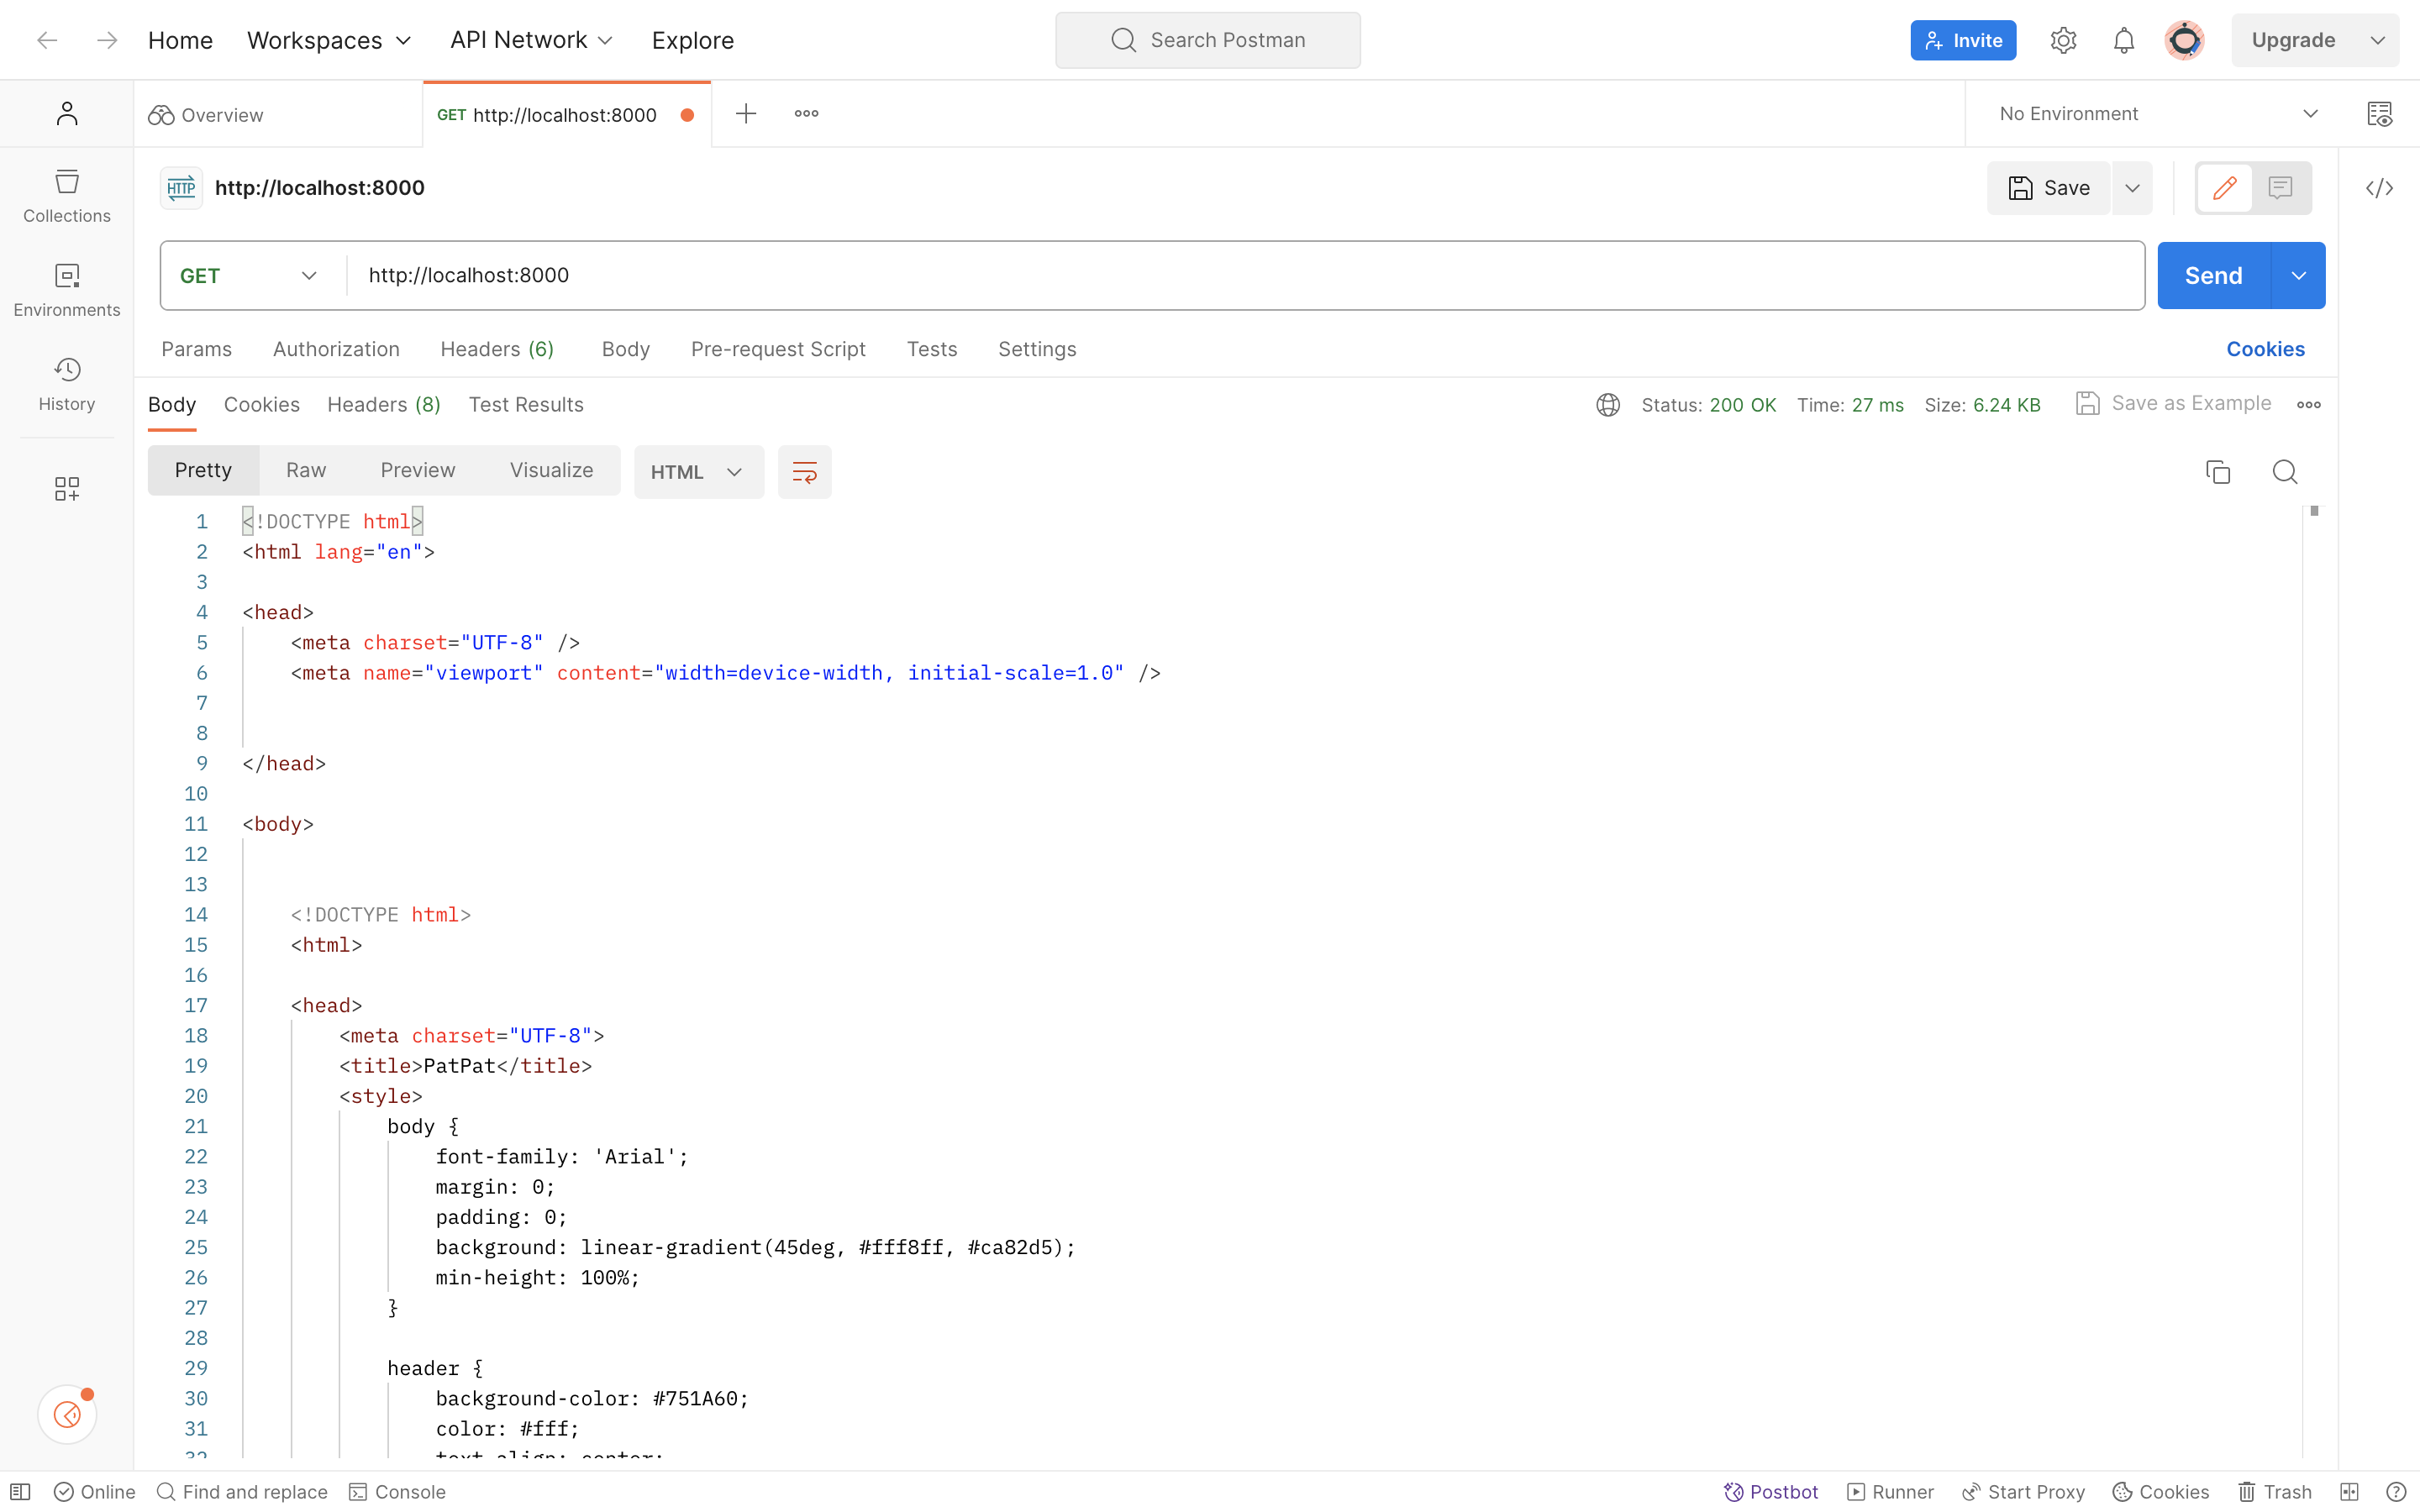 Home Workspaces API Network Explore Search Postman Invite Upgrade
Overview GET http://localhost:8000 No Environment
HTTP http://localhost:8000 Save
Collections
GET http://localhost:8000 Send
Environments
Params Authorization Headers (6) Body Pre-request Script Tests Settings Cookies
History
Body Cookies Headers (8) Test Results Status: 200 OK Time: 27 ms Size: 6.24 KB Save as Example
Pretty Raw Preview Visualize HTML
1 <!DOCTYPE html>
2 <html lang="en">
3
4 <head>
5 <meta charset="UTF-8" />
6 <meta name="viewport" content="width=device-width, initial-scale=1.0" />
7
8
9 </head>
10
11 <body>
12
13
14 <!DOCTYPE html>
15 <html>
16
17 <head>
18 <meta charset="UTF-8">
19 <title>PatPat</title>
20 <style>
21 body {
22 font-family: 'Arial';
23 margin: 0;
24 padding: 0;
25 background: linear-gradient(45deg, #fff8ff, #ca82d5);
26 min-height: 100%;
27 }
28
29 header {
30 background-color: #751A60;
31 color: #fff;
32 text-align: center;
Online Find and replace Console Postbot Runner Start Proxy Cookies Trash